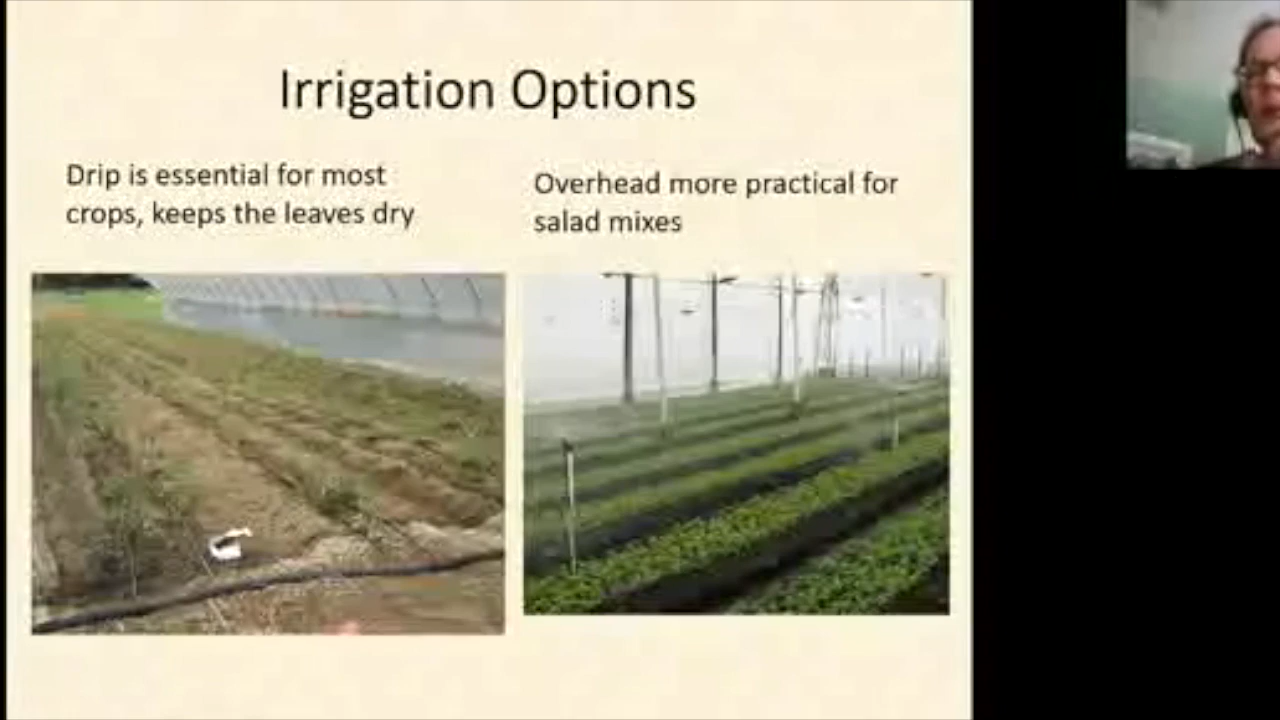 Irrigation Options
Drip is essential for most
crops, keeps the leaves dry
Overhead more practical for
salad mixes